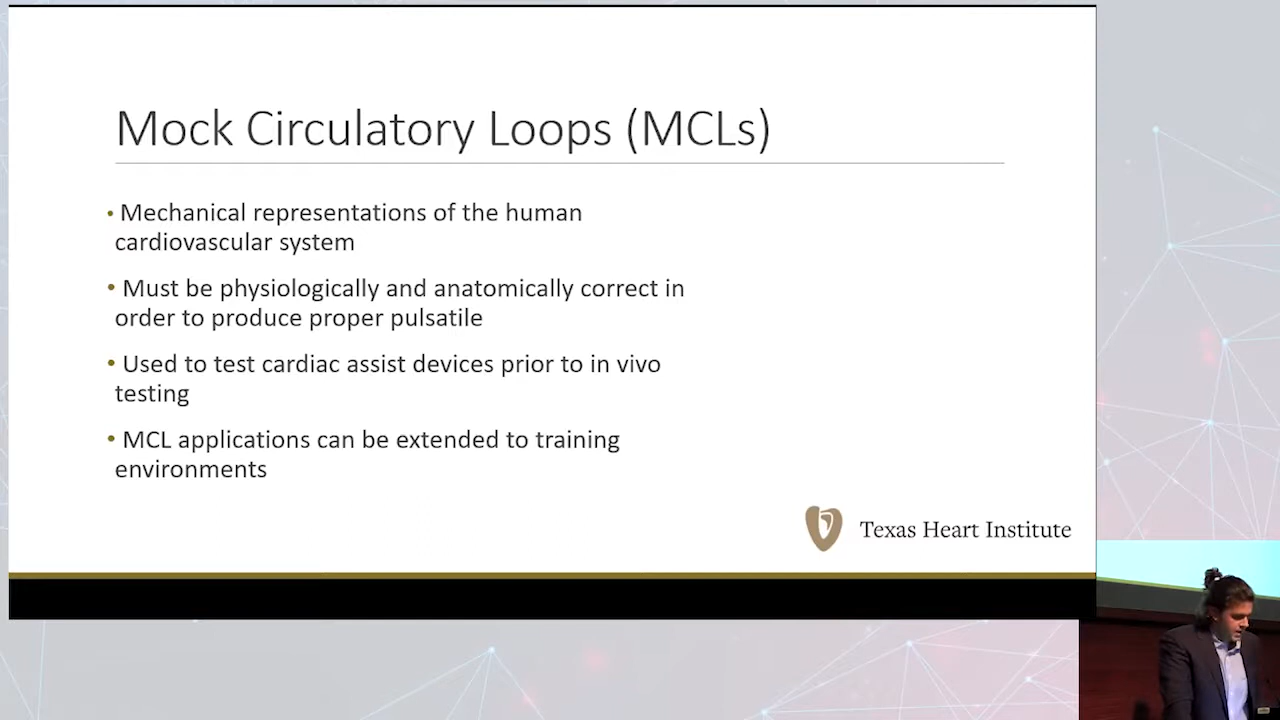 Mock Circulatory Loops (MCLs)
• Mechanical representations of the human
cardiovascular system
• Must be physiologically and anatomically correct in
order to produce proper pulsatile
• Used to test cardiac assist devices prior to in vivo
testing
• MCL applications can be extended to training
environments
Texas Heart Institute